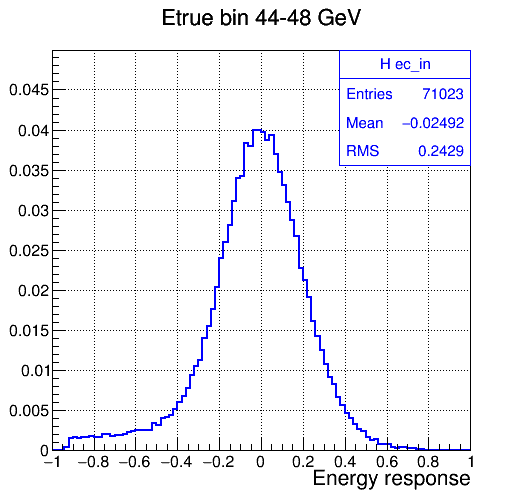 Etrue bin 44-48 GeV
H ec_in
Entries 71023
Mean −0.02492
RMS 0.2429
0.045
0.04
0.035
0.03
0.025
0.02
0.015
0.01
0.005
0
−1 −0.8 −0.6 −0.4 −0.2 0 0.2 0.4 0.6 0.8 1
Energy response